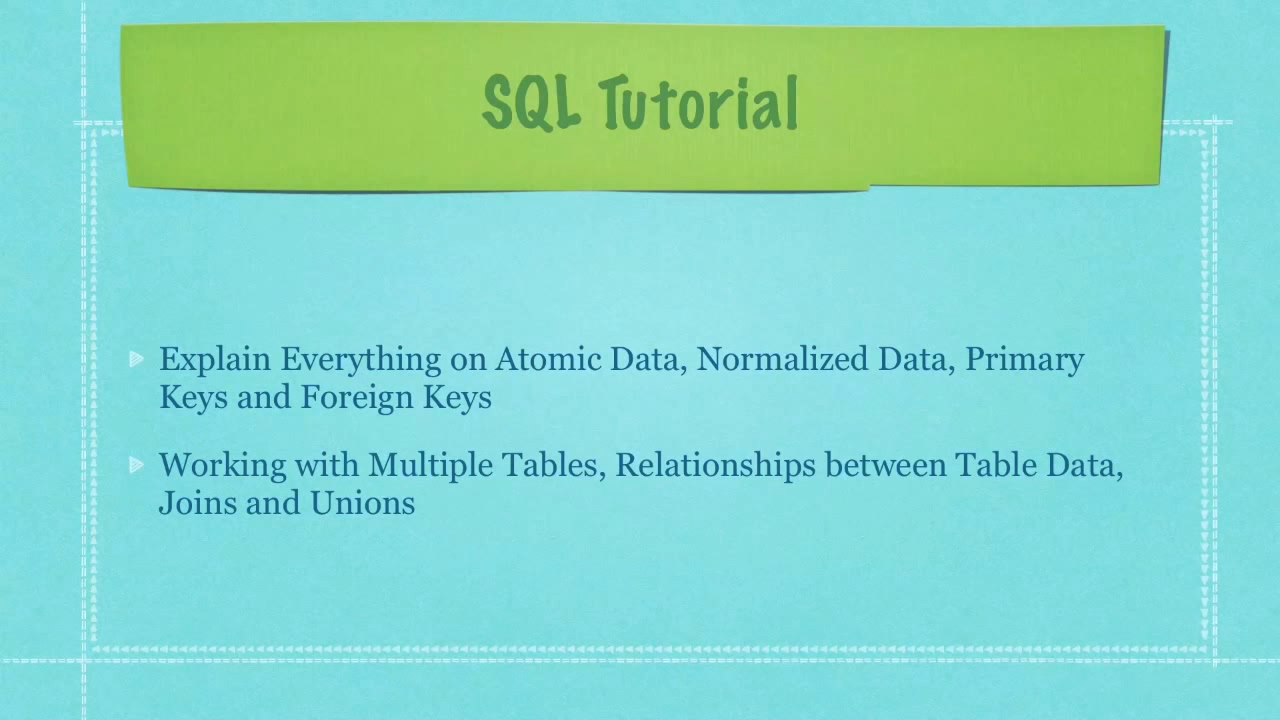 SQL Tutorial
Explain Everything on Atomic Data, Normalized Data, Primary
Keys and Foreign Keys
Working with Multiple Tables, Relationships between Table Data,
Joins and Unions